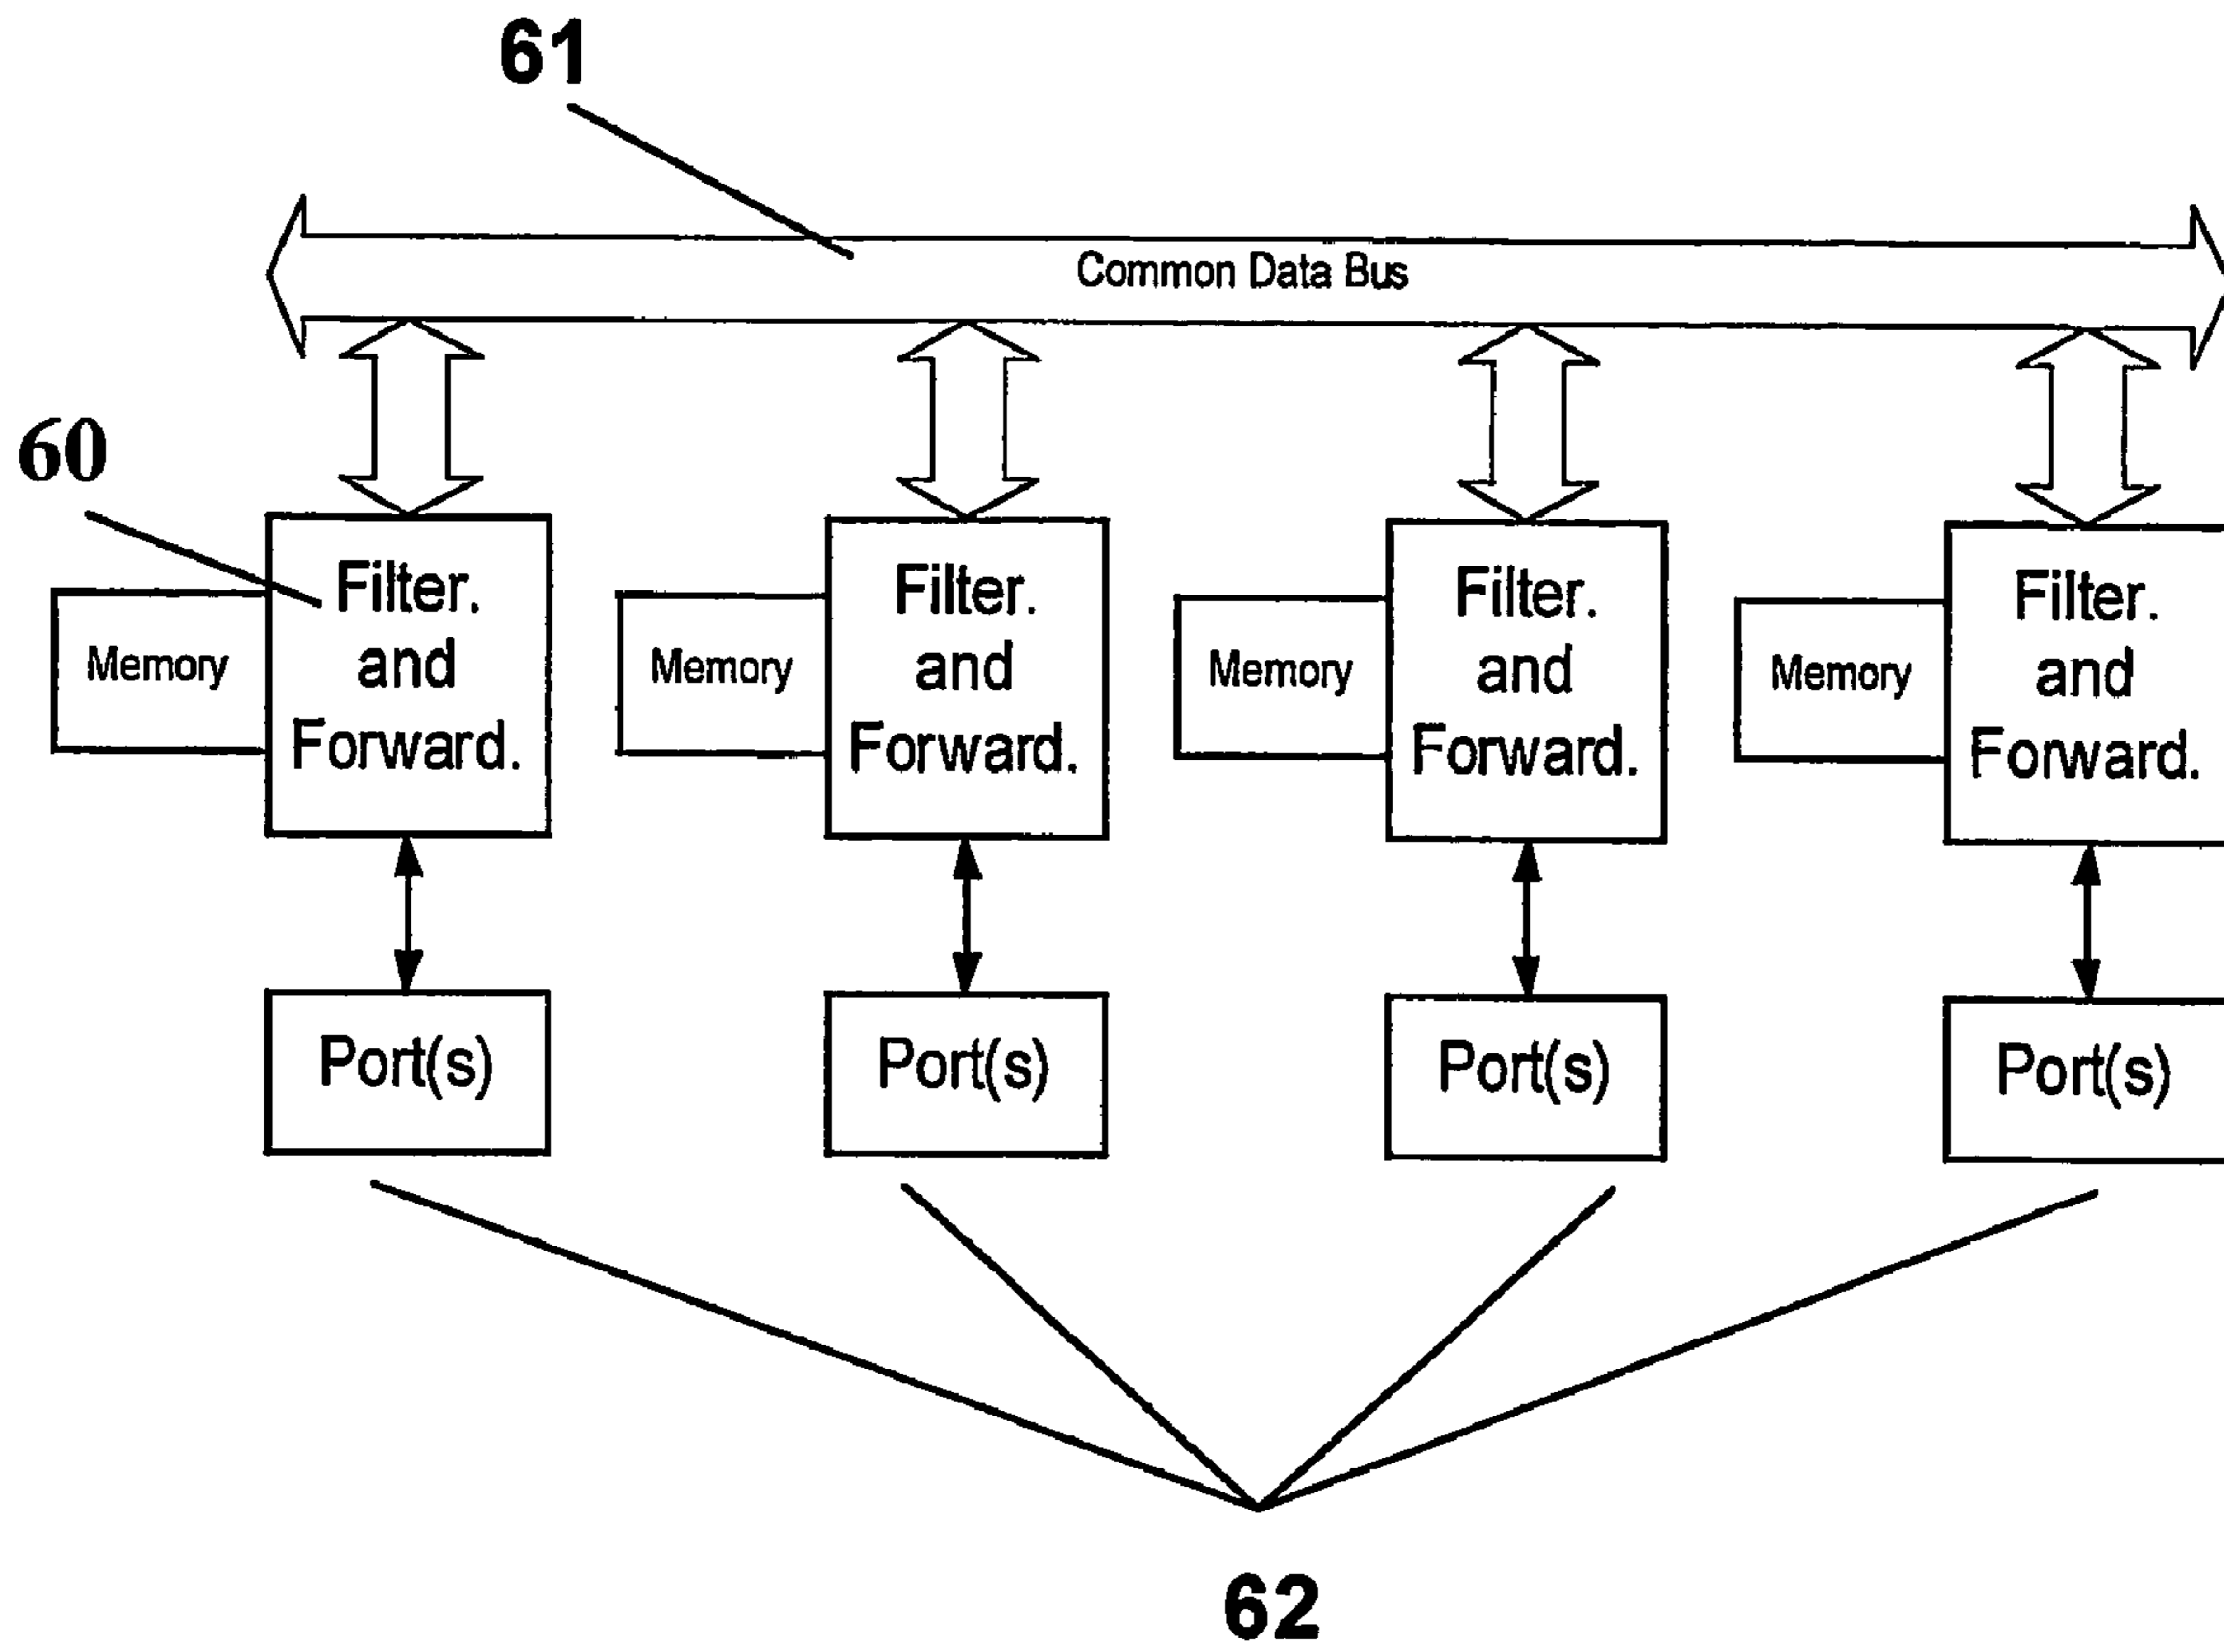 61
Common Data Bus
60
Filter.
and
Forward.
Memory
Filter.
and
Forward.
Memory
Filter.
and
Forward.
Memory
Filter.
and
Forward.
Memory
Port(s)
Port(s)
Port(s)
Port(s)
62